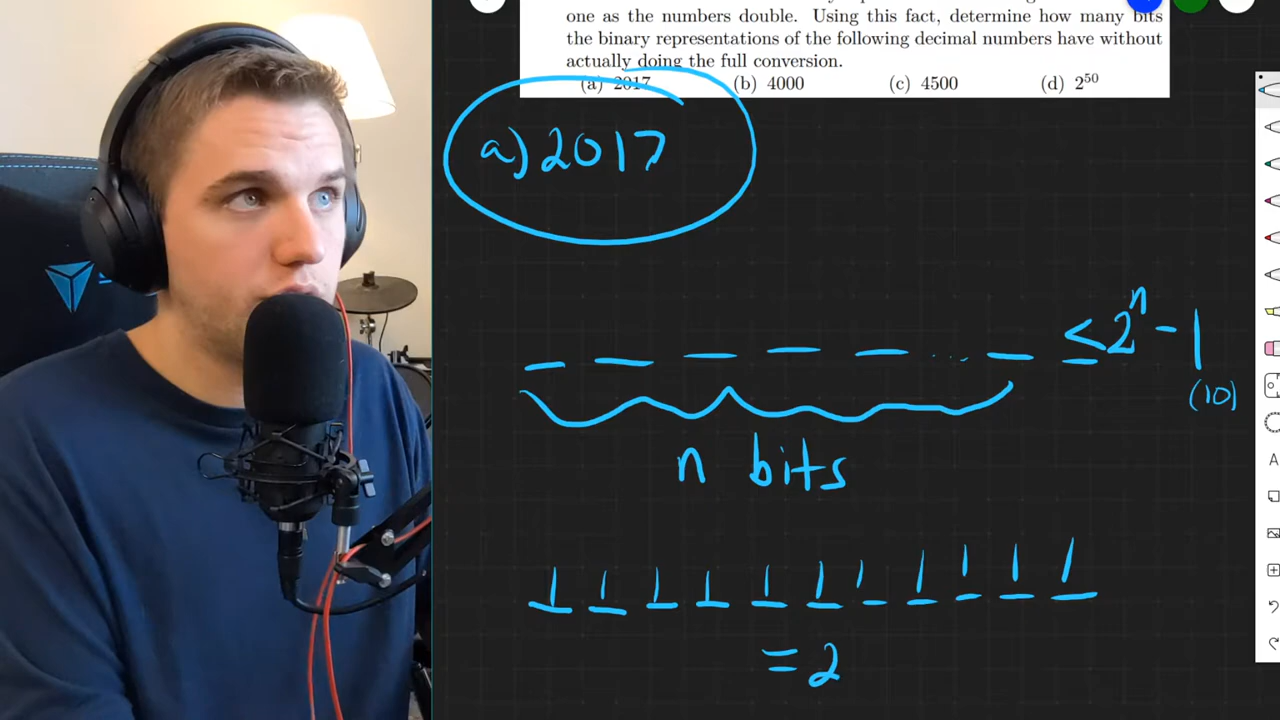 one as the numbers double. Using this fact, determine how many bits
the binary representations of the following decimal numbers have without
actually doing the full conversion.
(a) 2017 (b) 4000 (c) 4500 (d) 2^50
a) 2017
_ _ _ _ _ ... _ ≤ 2^n - 1
(10)
n bits
1 1 1 1 1 1 1 1 1 1 1
= 2
A